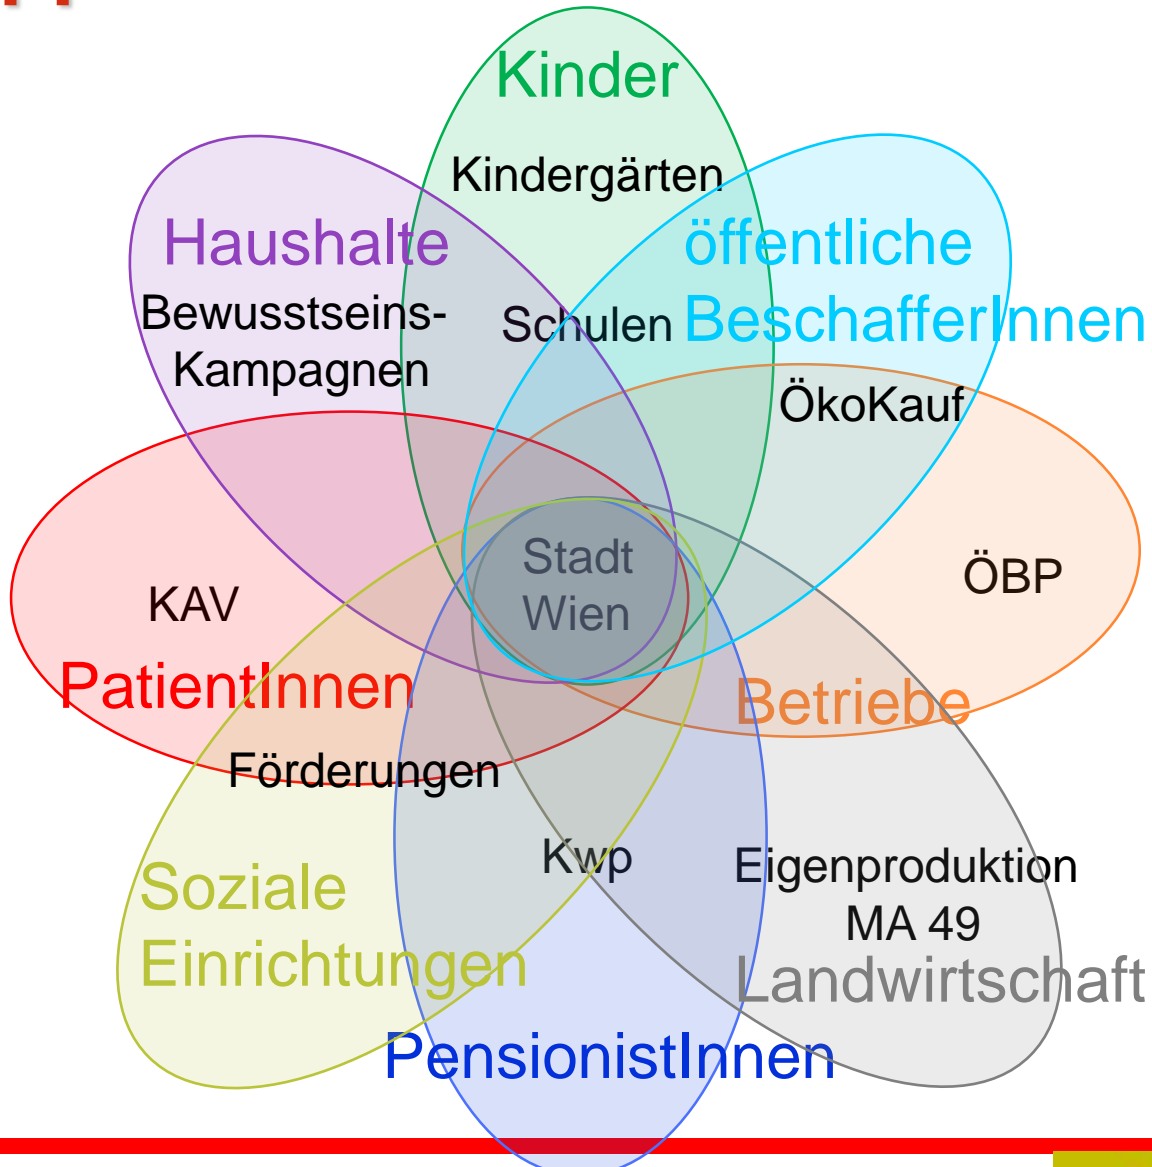 Kinder
Kindergärten
Haushalte
öffentliche
BeschafferInnen
Bewusstseins-
Kampagnen
Schulen
ÖkoKauf
Stadt
Wien
ÖBP
KAV
PatientInnen
Betriebe
Förderungen
Kwp
Eigenproduktion
MA 49
Soziale
Einrichtungen
Landwirtschaft
PensionistInnen